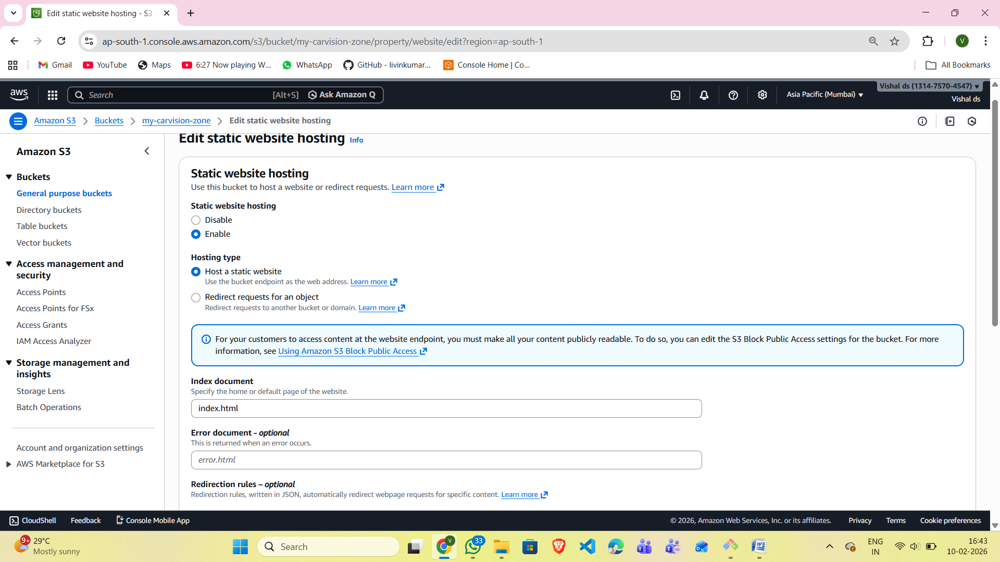 Edit static website hosting - S3
ap-south-1.console.aws.amazon.com/s3/bucket/my-carvision-zone/property/website/edit?region=ap-south-1
V
Gmail
YouTube
Maps
6:27 Now playing W...
WhatsApp
GitHub - livinkumar...
Console Home | Co...
All Bookmarks
aws
Search
[Alt+S]
Ask Amazon Q
Asia Pacific (Mumbai)
Vishal ds (1314-7570-4547)
Vishal ds
Amazon S3
Buckets
my-carvision-zone
Edit static website hosting
Amazon S3
Buckets
General purpose buckets
Directory buckets
Table buckets
Vector buckets
Access management and
security
Access Points
Access Points for FSx
Access Grants
IAM Access Analyzer
Storage management and
insights
Storage Lens
Batch Operations
Account and organization settings
AWS Marketplace for S3
Edit static website hosting Info
Static website hosting
Use this bucket to host a website or redirect requests. Learn more
Static website hosting
Disable
Enable
Hosting type
Host a static website
Use the bucket endpoint as the web address. Learn more
Redirect requests for an object
Redirect requests to another bucket or domain. Learn more
For your customers to access content at the website endpoint, you must make all your content publicly readable. To do so, you can edit the S3 Block Public Access settings for the bucket. For more
information, see Using Amazon S3 Block Public Access
Index document
Specify the home or default page of the website.
index.html
Error document - optional
This is returned when an error occurs.
error.html
Redirection rules – optional
Redirection rules, written in JSON, automatically redirect webpage requests for specific content. Learn more
CloudShell
Feedback
Console Mobile App
© 2026, Amazon Web Services, Inc. or its affiliates.
Privacy
Terms
Cookie preferences
9+
29°C
Mostly sunny
Search
V
33
ENG
IN
16:43
10-02-2026